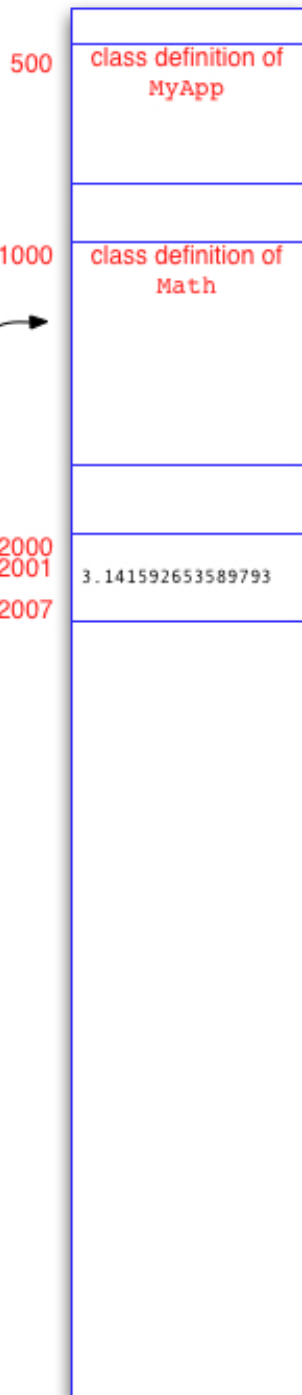 500
class definition of
MyApp
1000
class definition of
Math
2000
2001
3.141592653589793
2007